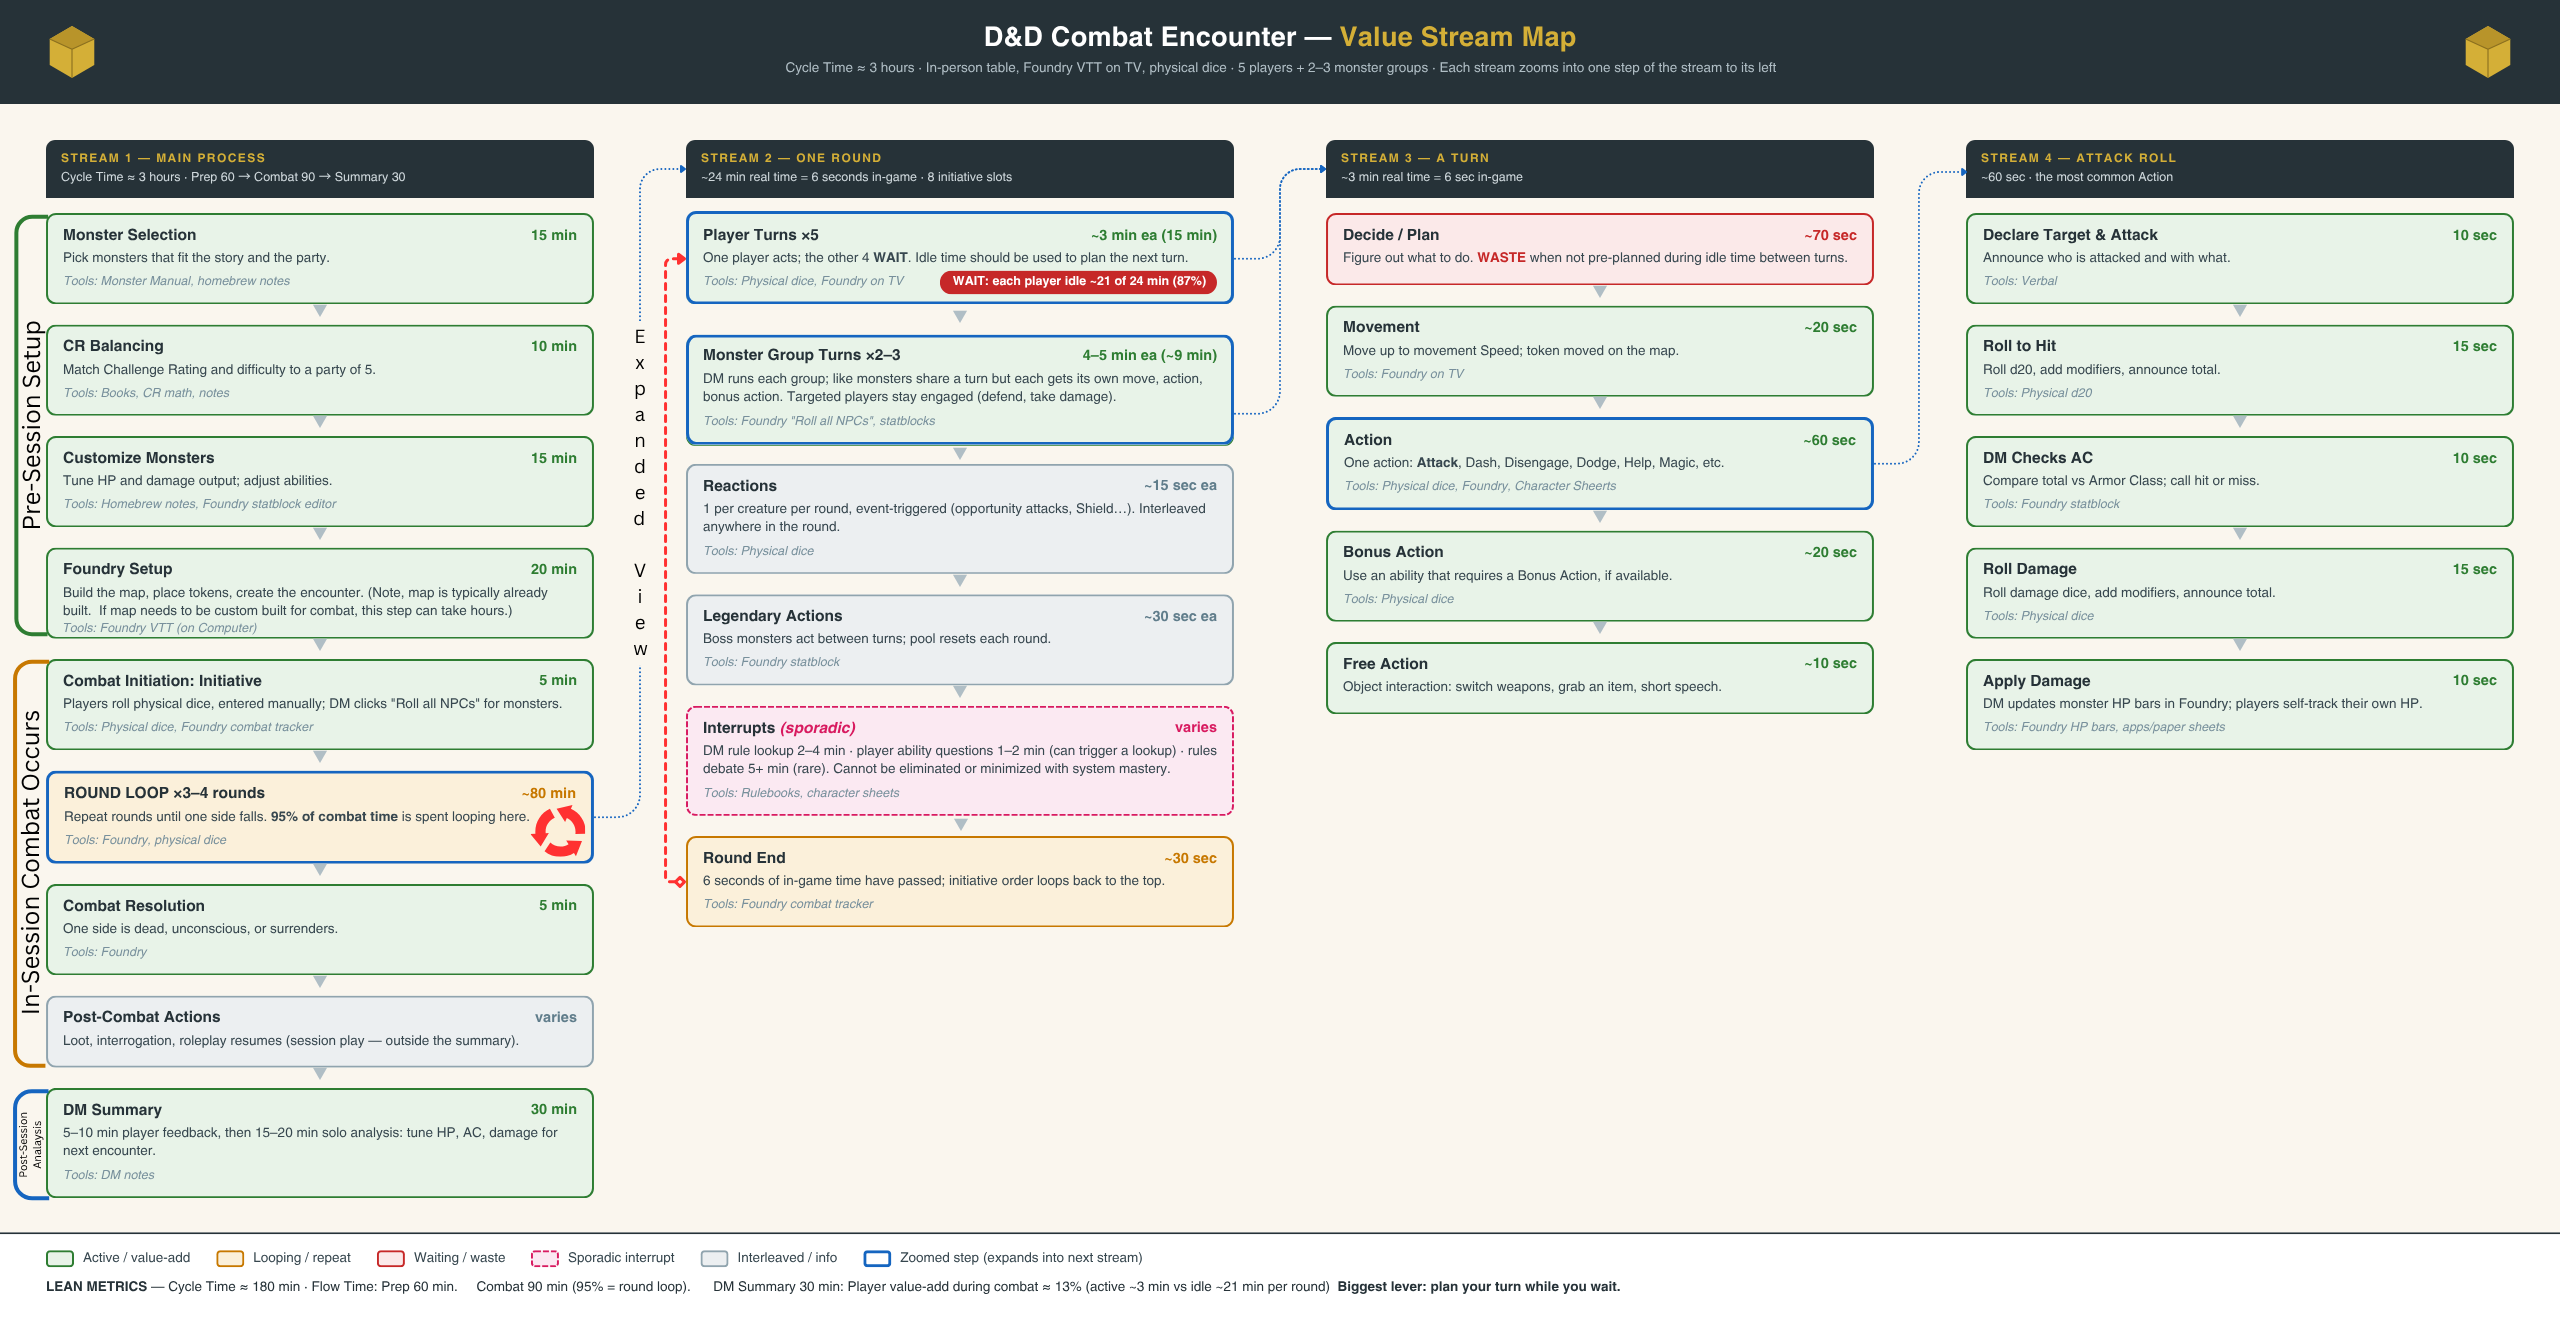 D&D Combat Encounter — Value Stream Map
Cycle Time ≈ 3 hours · In-person table, Foundry VTT on TV, physical dice · 5 players + 2–3 monster groups · Each stream zooms into one step of the stream to its left
STREAM 1 — MAIN PROCESS
Cycle Time ≈ 3 hours · Prep 60 → Combat 90 → Summary 30
Pre-Session Setup
Monster Selection 15 min
Pick monsters that fit the story and the party.
Tools: Monster Manual, homebrew notes
CR Balancing 10 min
Match Challenge Rating and difficulty to a party of 5.
Tools: Books, CR math, notes
Customize Monsters 15 min
Tune HP and damage output; adjust abilities.
Tools: Homebrew notes, Foundry statblock editor
Foundry Setup 20 min
Build the map, place tokens, create the encounter. (Note, map is typically already
built.  If map needs to be custom built for combat, this step can take hours.)
Tools: Foundry VTT (on Computer)
In-Session Combat Occurs
Combat Initiation: Initiative 5 min
Players roll physical dice, entered manually; DM clicks "Roll all NPCs" for monsters.
Tools: Physical dice, Foundry combat tracker
ROUND LOOP ×3–4 rounds ~80 min
Repeat rounds until one side falls. 95% of combat time is spent looping here.
Tools: Foundry, physical dice
Combat Resolution 5 min
One side is dead, unconscious, or surrenders.
Tools: Foundry
Post-Combat Actions varies
Loot, interrogation, roleplay resumes (session play — outside the summary).
Post-Session
Analaysis
DM Summary 30 min
5–10 min player feedback, then 15–20 min solo analysis: tune HP, AC, damage for
next encounter.
Tools: DM notes
Expanded View
STREAM 2 — ONE ROUND
~24 min real time = 6 seconds in-game · 8 initiative slots
Player Turns ×5 ~3 min ea (15 min)
One player acts; the other 4 WAIT. Idle time should be used to plan the next turn.
Tools: Physical dice, Foundry on TV WAIT: each player idle ~21 of 24 min (87%)
Monster Group Turns ×2–3 4–5 min ea (~9 min)
DM runs each group; like monsters share a turn but each gets its own move, action,
bonus action. Targeted players stay engaged (defend, take damage).
Tools: Foundry "Roll all NPCs", statblocks
Reactions ~15 sec ea
1 per creature per round, event-triggered (opportunity attacks, Shield…). Interleaved
anywhere in the round.
Tools: Physical dice
Legendary Actions ~30 sec ea
Boss monsters act between turns; pool resets each round.
Tools: Foundry statblock
Interrupts (sporadic) varies
DM rule lookup 2–4 min · player ability questions 1–2 min (can trigger a lookup) · rules
debate 5+ min (rare). Cannot be eliminated or minimized with system mastery.
Tools: Rulebooks, character sheets
Round End ~30 sec
6 seconds of in-game time have passed; initiative order loops back to the top.
Tools: Foundry combat tracker
STREAM 3 — A TURN
~3 min real time = 6 sec in-game
Decide / Plan ~70 sec
Figure out what to do. WASTE when not pre-planned during idle time between turns.
Movement ~20 sec
Move up to movement Speed; token moved on the map.
Tools: Foundry on TV
Action ~60 sec
One action: Attack, Dash, Disengage, Dodge, Help, Magic, etc.
Tools: Physical dice, Foundry, Character Sheerts
Bonus Action ~20 sec
Use an ability that requires a Bonus Action, if available.
Tools: Physical dice
Free Action ~10 sec
Object interaction: switch weapons, grab an item, short speech.
STREAM 4 — ATTACK ROLL
~60 sec · the most common Action
Declare Target & Attack 10 sec
Announce who is attacked and with what.
Tools: Verbal
Roll to Hit 15 sec
Roll d20, add modifiers, announce total.
Tools: Physical d20
DM Checks AC 10 sec
Compare total vs Armor Class; call hit or miss.
Tools: Foundry statblock
Roll Damage 15 sec
Roll damage dice, add modifiers, announce total.
Tools: Physical dice
Apply Damage 10 sec
DM updates monster HP bars in Foundry; players self-track their own HP.
Tools: Foundry HP bars, apps/paper sheets
Active / value-add Looping / repeat Waiting / waste Sporadic interrupt Interleaved / info Zoomed step (expands into next stream)
LEAN METRICS — Cycle Time ≈ 180 min · Flow Time: Prep 60 min. Combat 90 min (95% = round loop). DM Summary 30 min: Player value-add during combat ≈ 13% (active ~3 min vs idle ~21 min per round) Biggest lever: plan your turn while you wait.